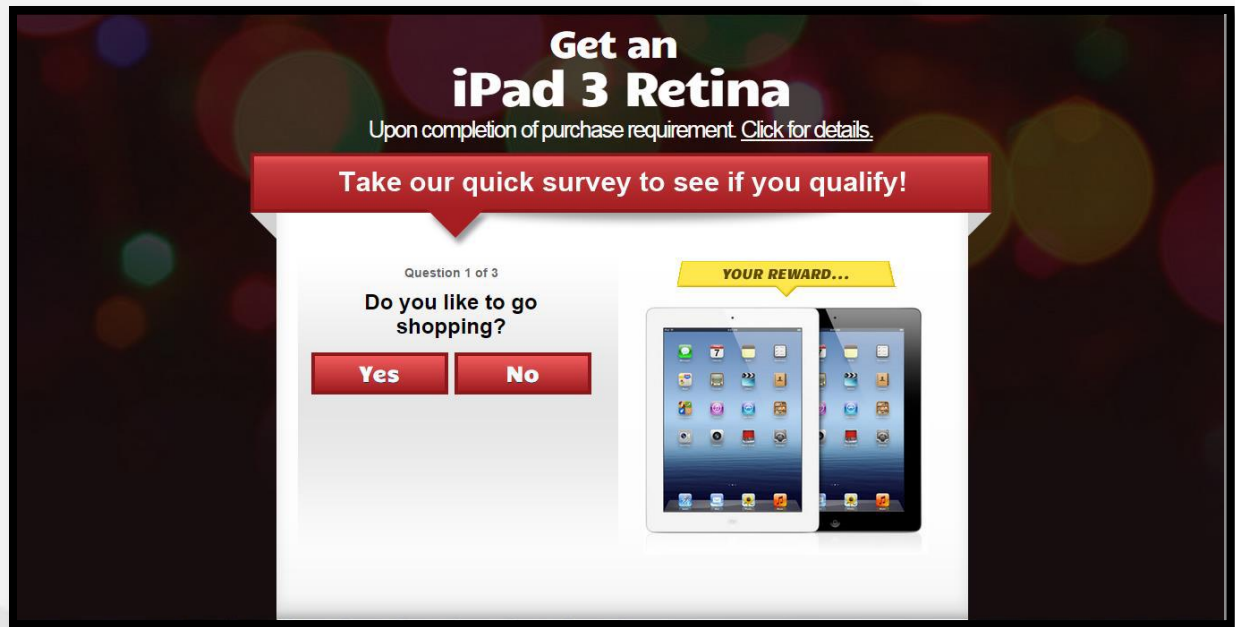 Get an
iPad 3 Retina
Upon completion of purchase requirement. Click for details.
Take our quick survey to see if you qualify!
Question 1 of 3
Do you like to go
shopping?
Yes No
YOUR REWARD...
7